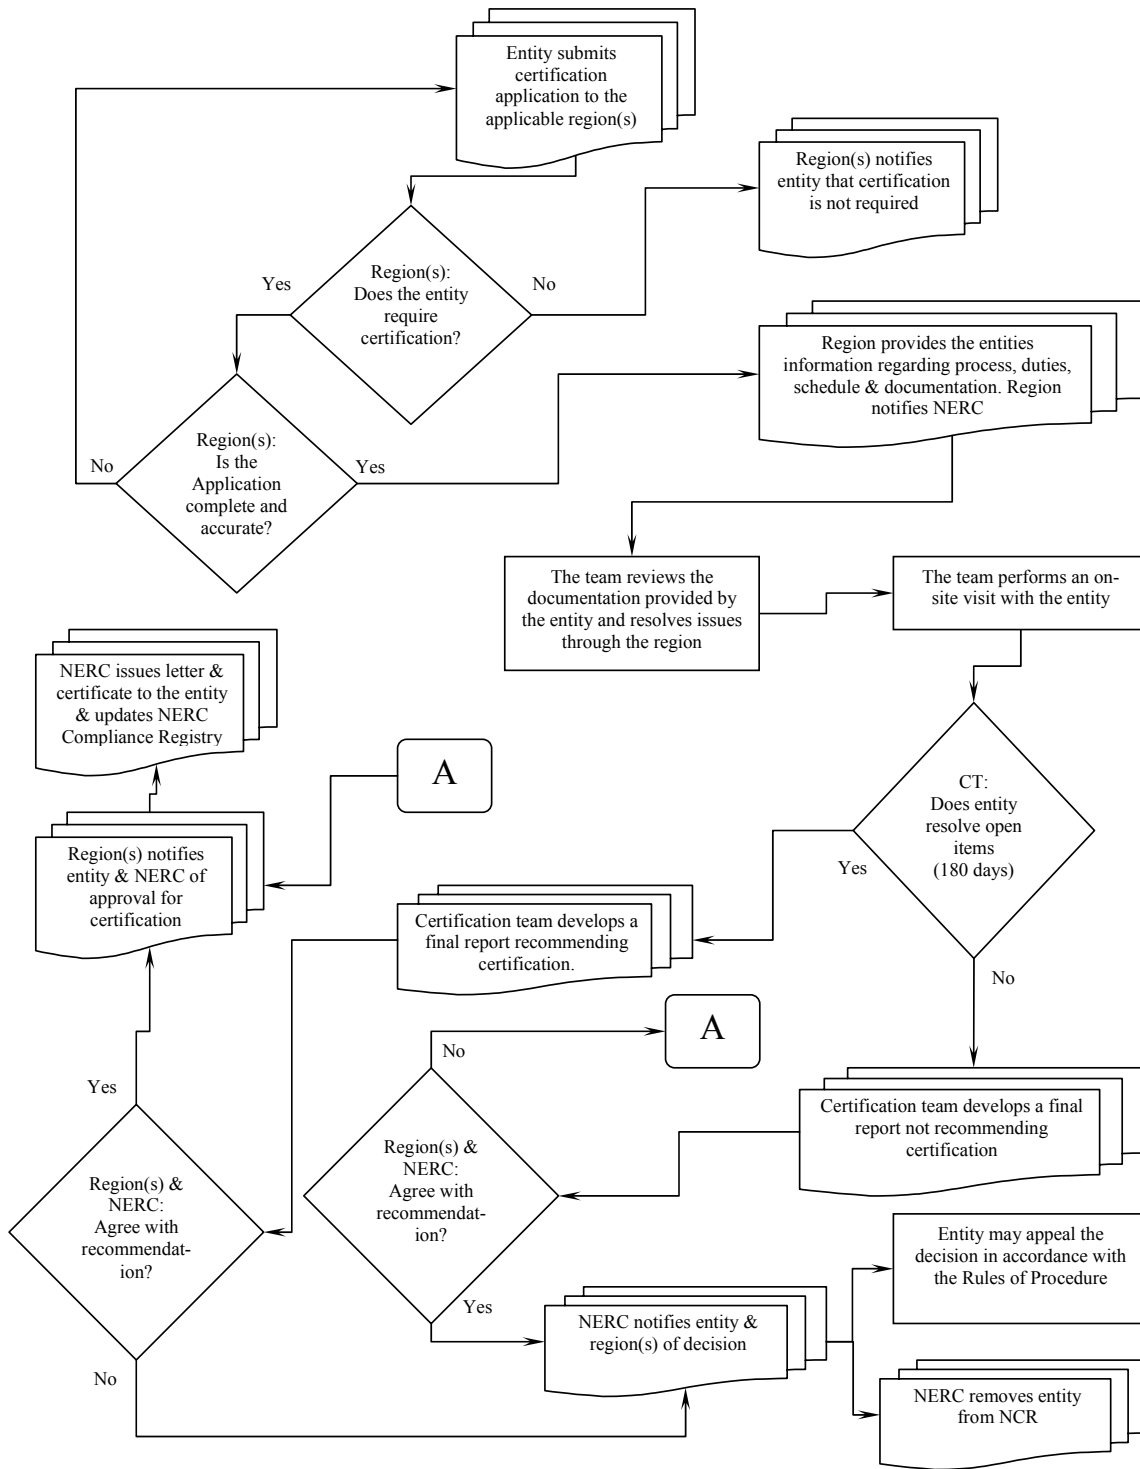 Entity submits
certification
application to the
applicable region(s)
Region(s) notifies
entity that certification
is not required
Yes
Region(s):
Does the entity
require
certification?
No
Region provides the entities
information regarding process, duties,
schedule & documentation. Region
notifies NERC
No
Region(s):
Is the
Application
complete and
accurate?
Yes
The team reviews the
documentation provided by
the entity and resolves issues
through the region
The team performs an on-
site visit with the entity
NERC issues letter &
certificate to the entity
& updates NERC
Compliance Registry
A
CT:
Does entity
resolve open
items
(180 days)
Yes
No
Region(s) notifies
entity & NERC of
approval for
certification
Certification team develops a
final report recommending
certification.
A
No
Yes
Certification team develops a
final report not recommending
certification
Region(s) &
NERC:
Agree with
recommendat-
ion?
Region(s) &
NERC:
Agree with
recommendat-
ion?
Entity may appeal the
decision in accordance with
the Rules of Procedure
Yes
NERC notifies entity &
region(s) of decision
No
NERC removes entity
from NCR